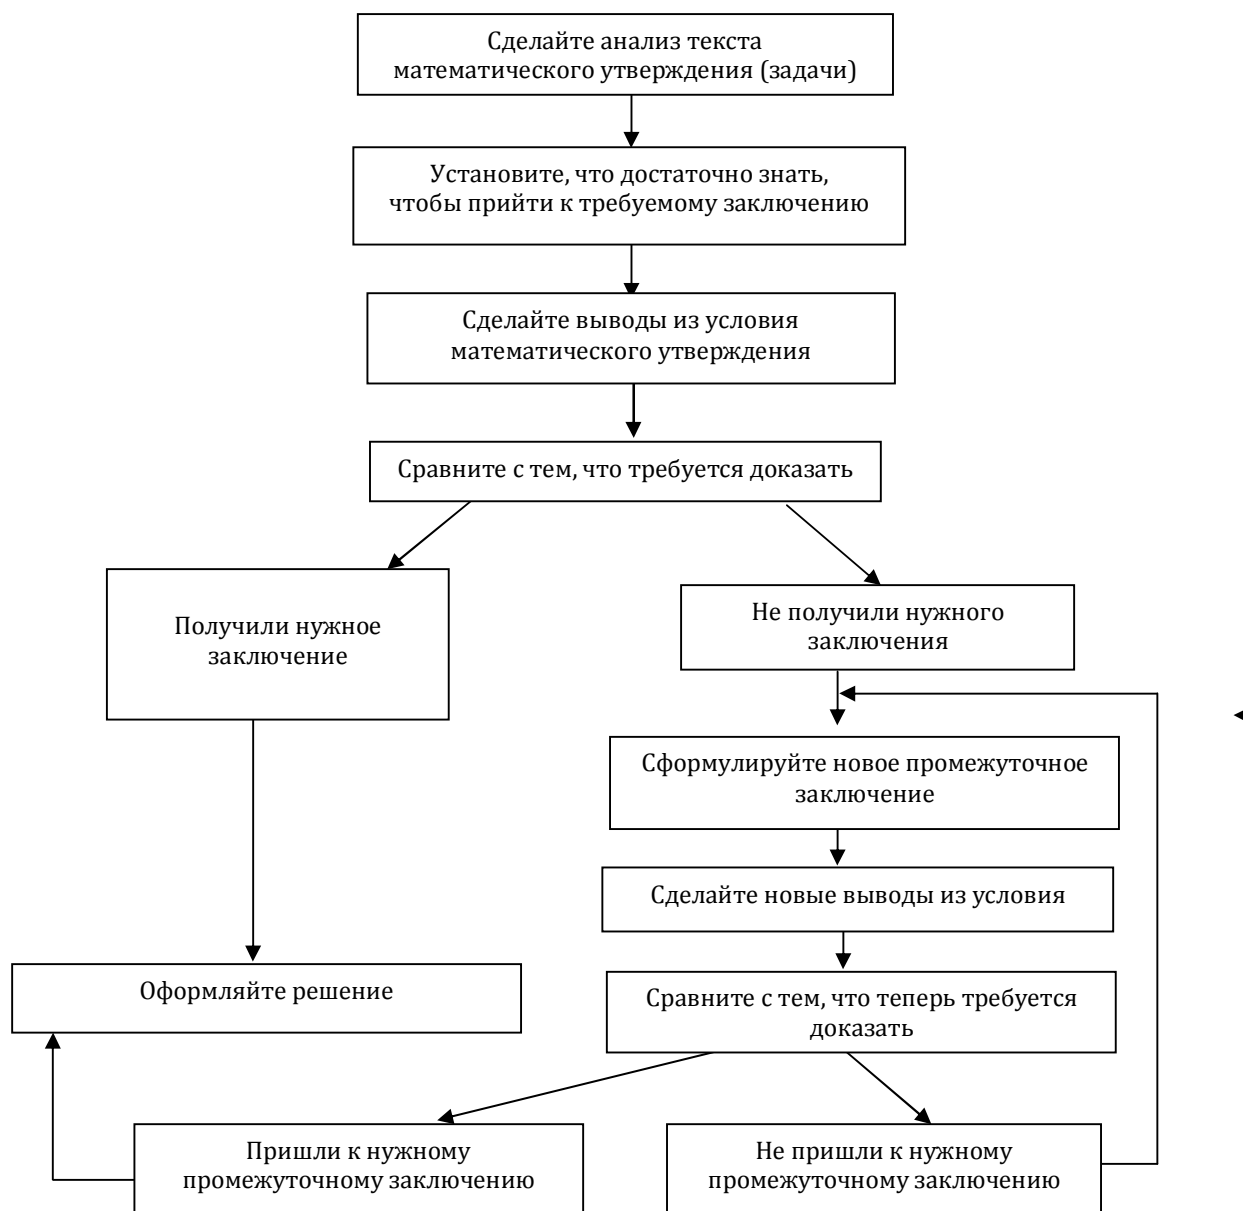 Сделайте анализ текста
математического утверждения (задачи)
Установите, что достаточно знать,
чтобы прийти к требуемому заключению
Сделайте выводы из условия
математического утверждения
Сравните с тем, что требуется доказать
Получили нужное
заключение
Не получили нужного
заключения
Сформулируйте новое промежуточное
заключение
Сделайте новые выводы из условия
Оформляйте решение
Сравните с тем, что теперь требуется
доказать
Пришли к нужному
промежуточному заключению
Не пришли к нужному
промежуточному заключению